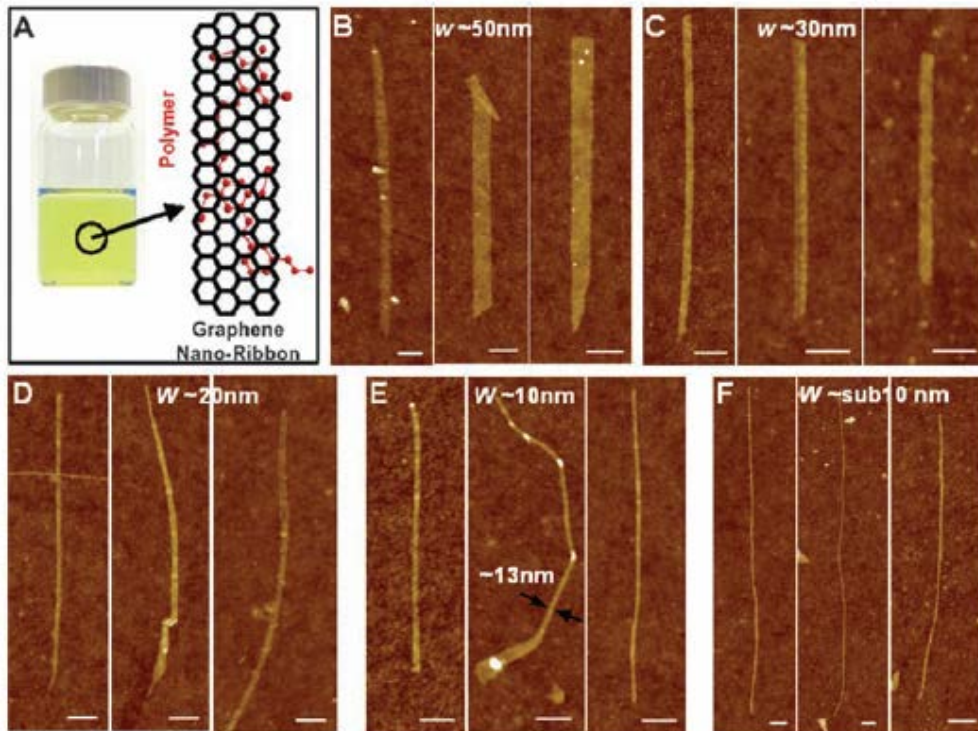 A
Polymer
Graphene
Nano-Ribbon
B
w ~50nm
C
w ~30nm
D
W ~20nm
E
W ~10nm
~13nm
F
W ~sub10 nm